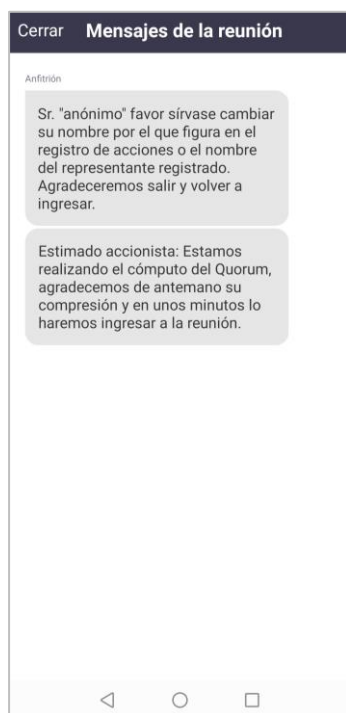 Cerrar Mensajes de la reunión
Anfitrión
Sr. "anónimo" favor sírvase cambiar
su nombre por el que figura en el
registro de acciones o el nombre
del representante registrado.
Agradeceremos salir y volver a
ingresar.
Estimado accionista: Estamos
realizando el cómputo del Quorum,
agradecemos de antemano su
compresión y en unos minutos lo
haremos ingresar a la reunión.